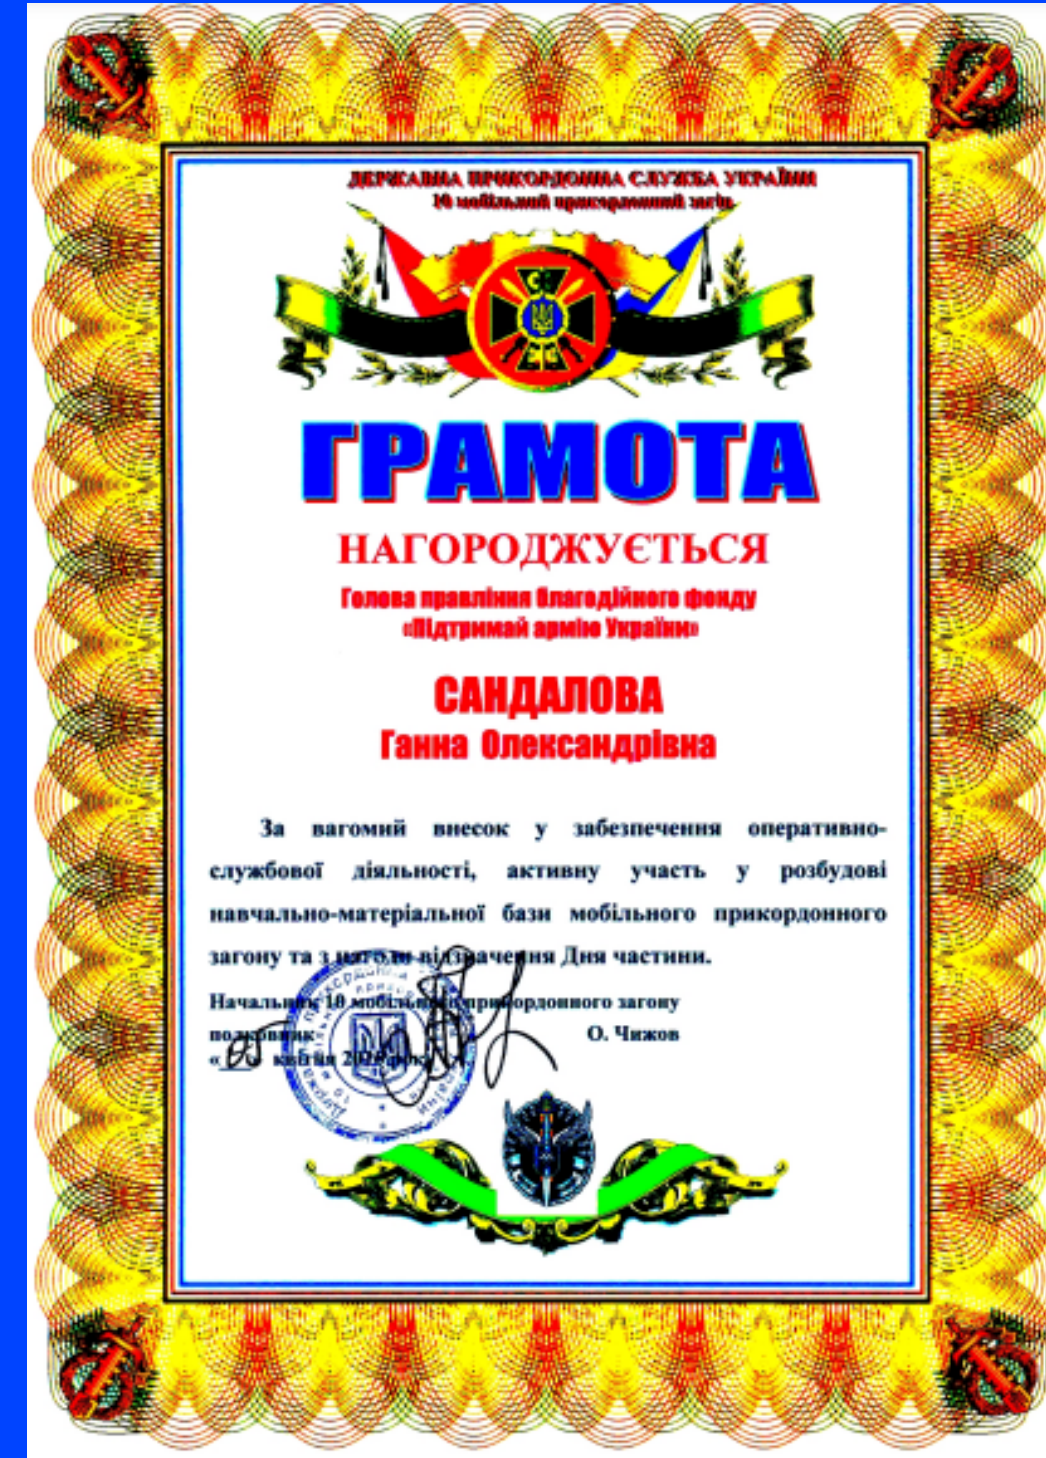 ДЕРЖАВНА ПРИКОРДОННА СЛУЖБА УКРАЇНИ
10 мобільний прикордонний загін
ГРАМОТА
НАГОРОДЖУЄТЬСЯ
Голова правління благодійного фонду
«Підтримай армію України»
САНДАЛОВА
Ганна Олександрівна
За вагомий внесок у забезпечення оперативно-
службової діяльності, активну участь у розбудові
навчально-матеріальної бази мобільного прикордонного
загону та з нагоди відзначення Дня частини.
Начальник 10 мобільного прикордонного загону
полковник О. Чижов
« » квітня року